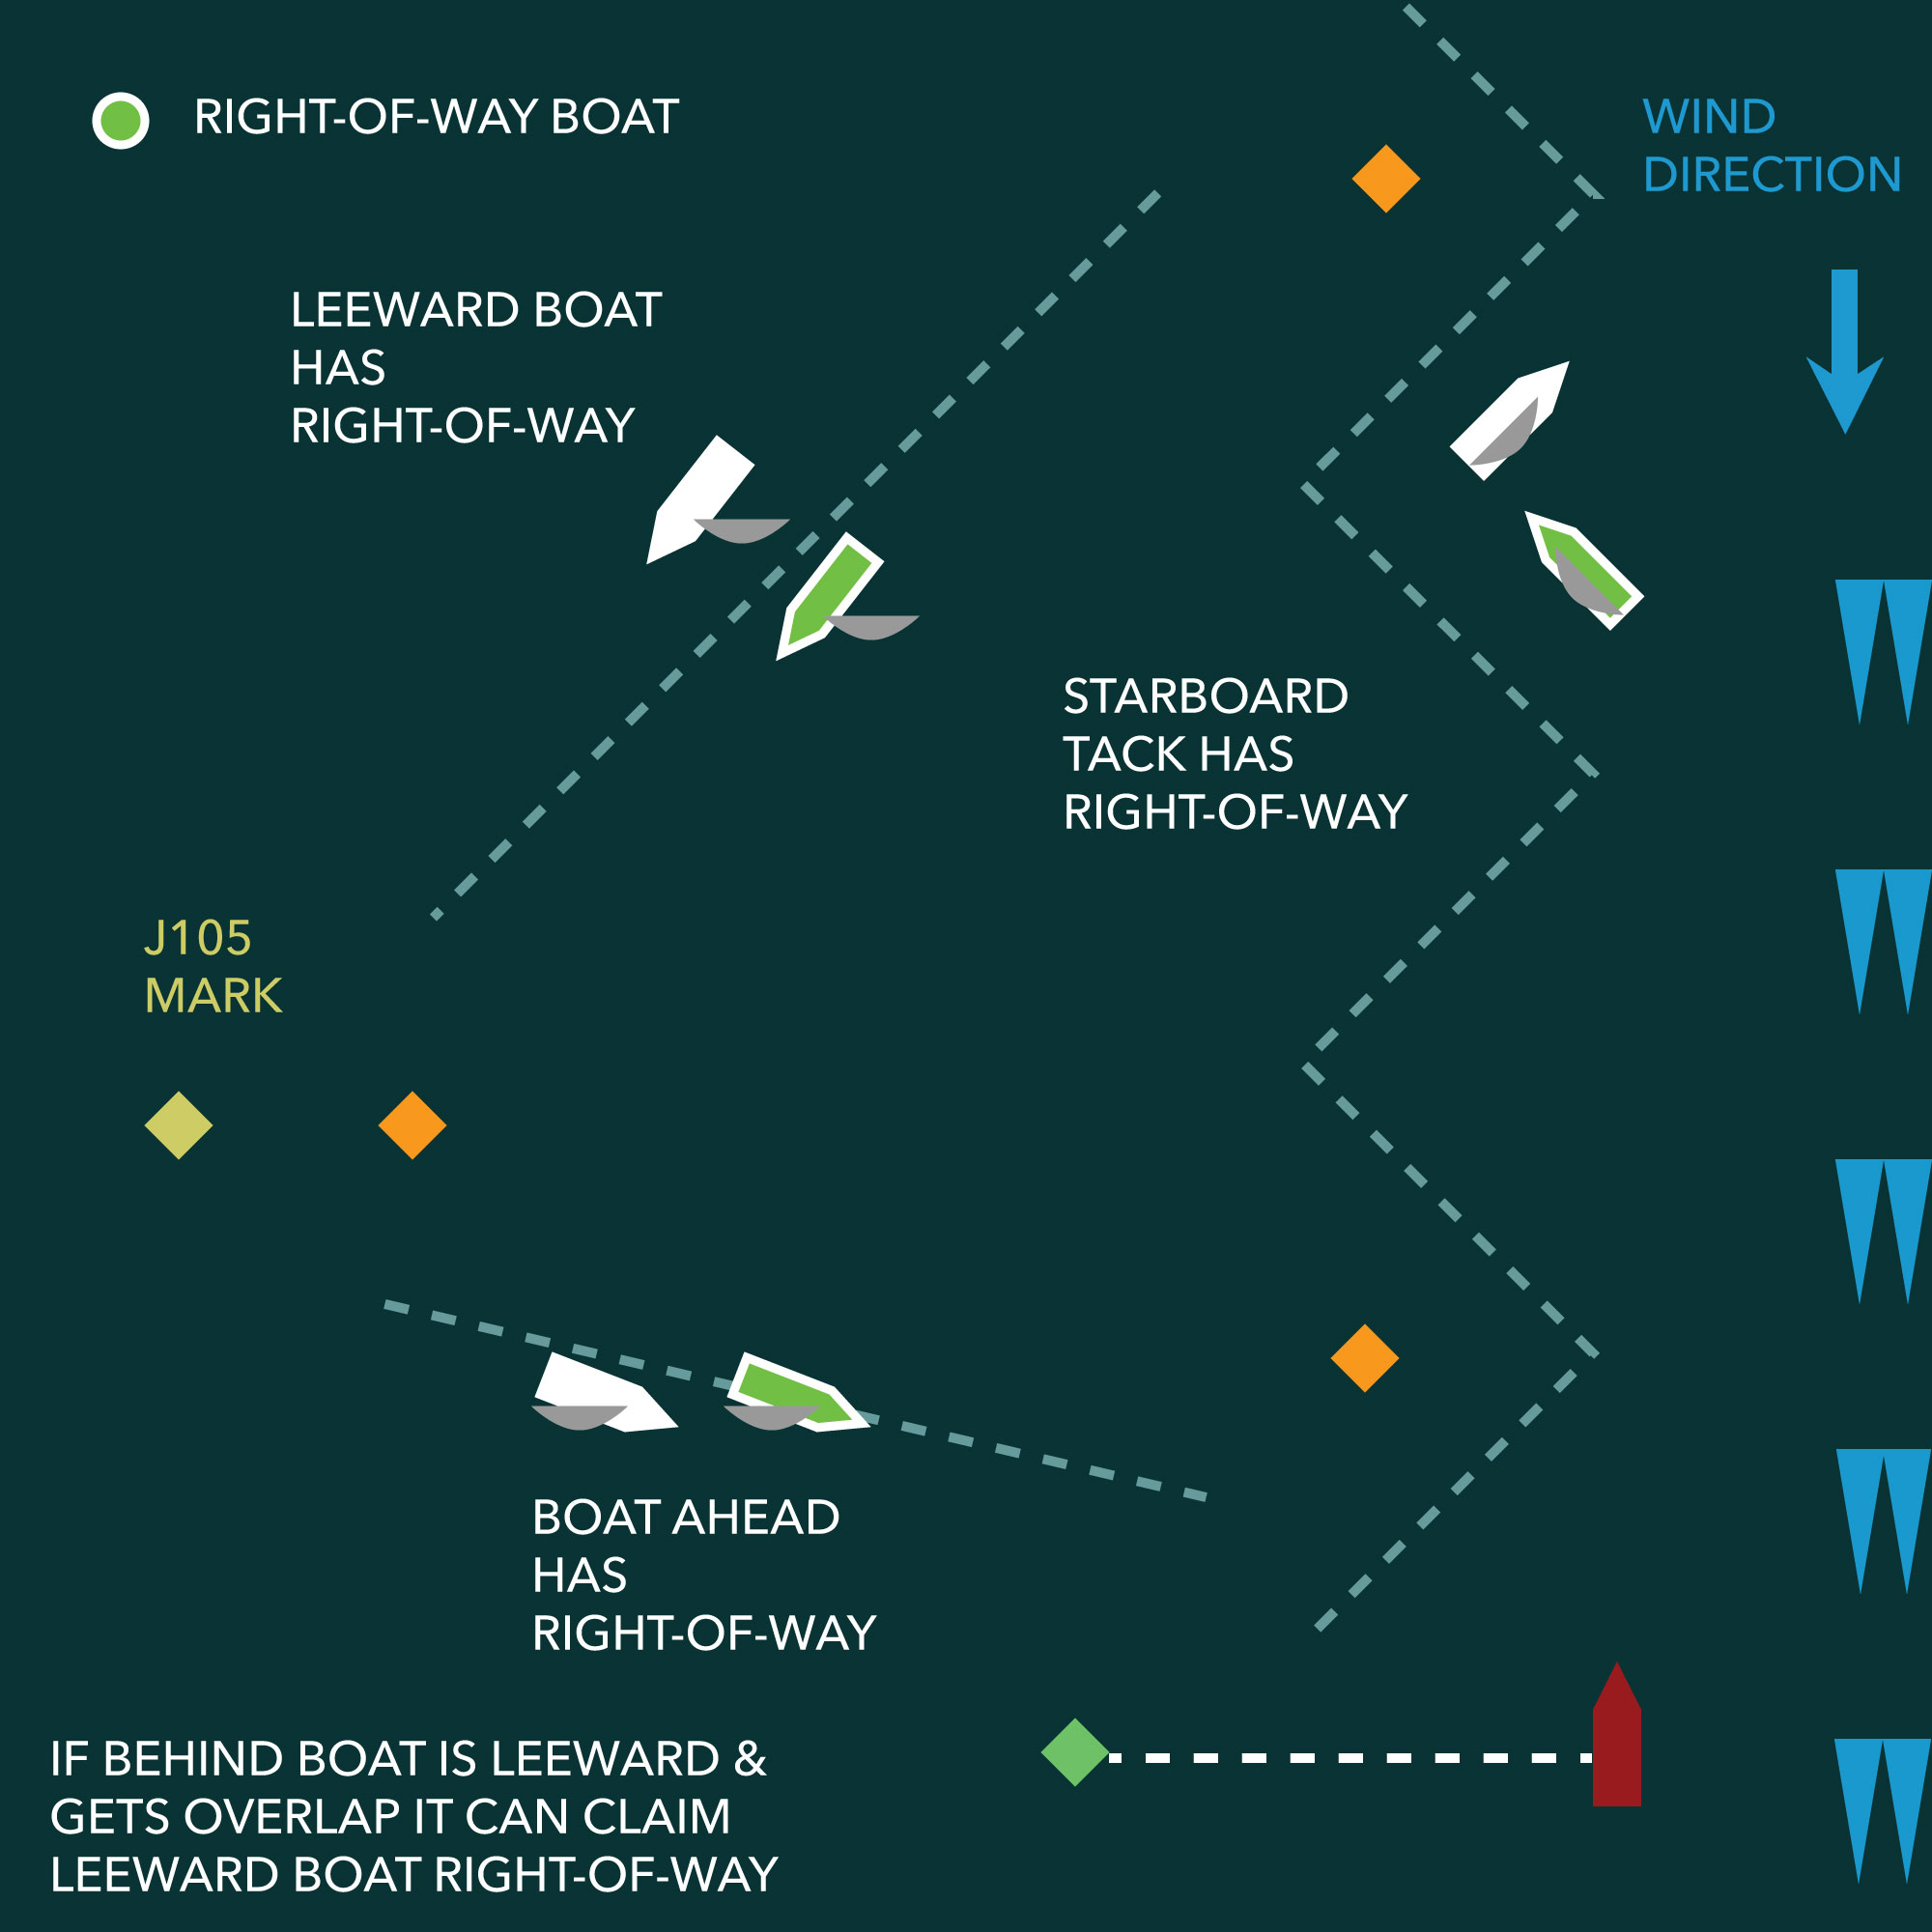 RIGHT-OF-WAY BOAT
WIND
DIRECTION
LEEWARD BOAT
HAS
RIGHT-OF-WAY
STARBOARD
TACK HAS
RIGHT-OF-WAY
J105
MARK
BOAT AHEAD
HAS
RIGHT-OF-WAY
IF BEHIND BOAT IS LEEWARD &
GETS OVERLAP IT CAN CLAIM
LEEWARD BOAT RIGHT-OF-WAY